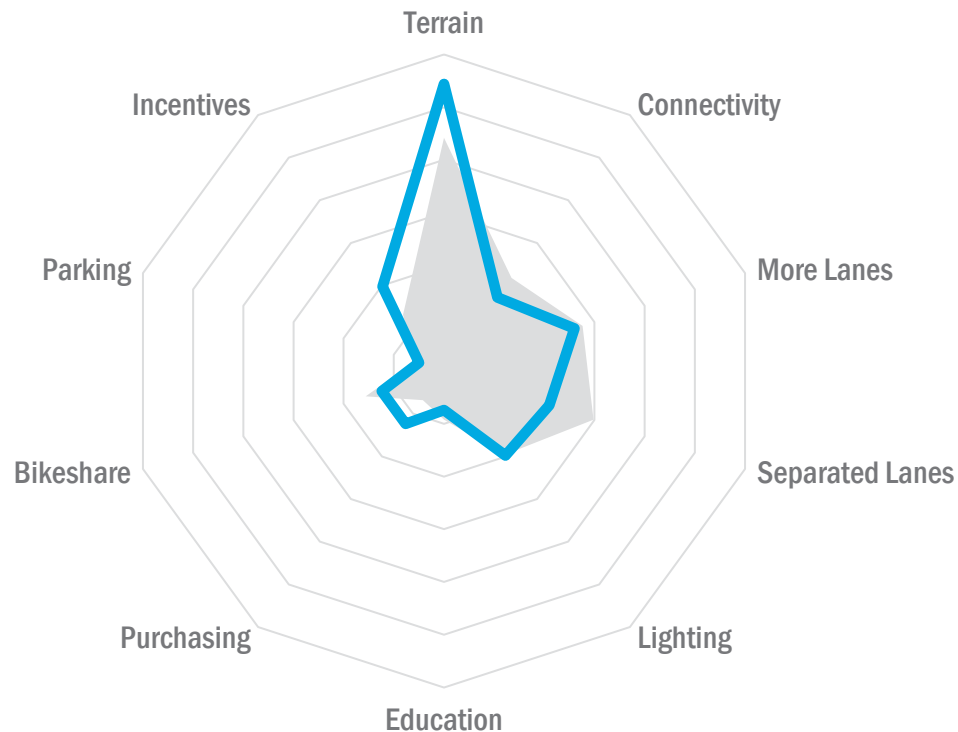 Terrain
Incentives
Connectivity
Parking
More Lanes
Bikeshare
Separated Lanes
Purchasing
Lighting
Education